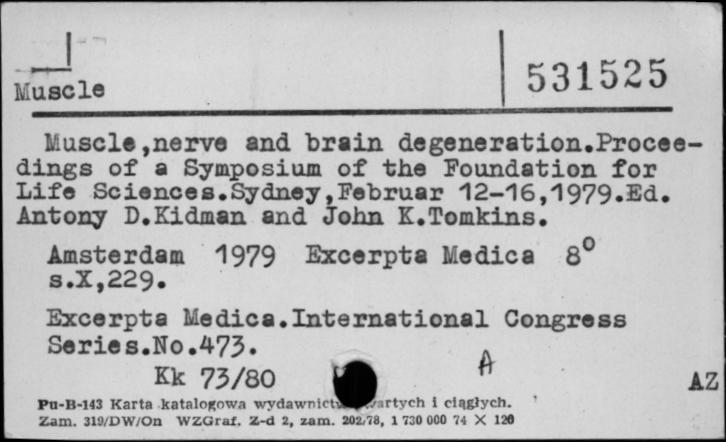 531525
Muscle
Muscle,nerve and brain degeneration.Procee-
dings of a Symposium of the Foundation for
Life Sciences.Sydney,Februar 12-16,1979.Ed.
Antony D.Kidman and John K.Tomkins.
Amsterdam 1979 Excerpta Medica 8°
s.X,229.
Excerpta Medica.International Congress
Series.No.473.
Kk 73/80 A AZ
Pu-B-143 Karta katalogowa wydawnictw zwartych i ciągłych.
Zam. 319/DW/On WZGraf. Z-d 2, zam. 202/78, 1 730 000 74 X 120